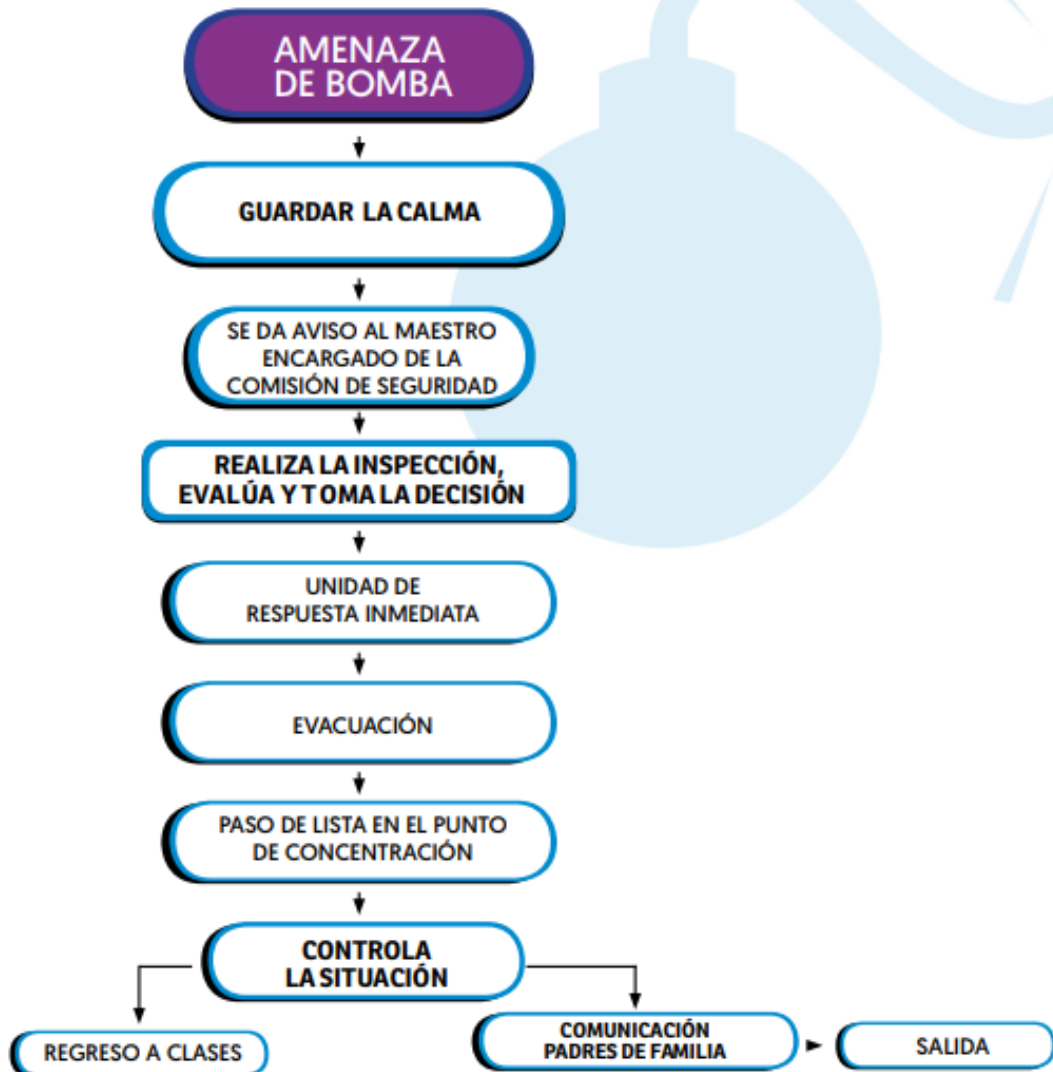 AMENAZA
DE BOMBA
GUARDAR LA CALMA
SE DA AVISO AL MAESTRO
ENCARGADO DE LA
COMISIÓN DE SEGURIDAD
REALIZA LA INSPECCIÓN,
EVALÚA Y T OMA LA DECISIÓN
UNIDAD DE
RESPUESTA INMEDIATA
EVACUACIÓN
PASO DE LISTA EN EL PUNTO
DE CONCENTRACIÓN
CONTROLA
LA SITUACIÓN
REGRESO A CLASES
COMUNICACIÓN
PADRES DE FAMILIA
SALIDA